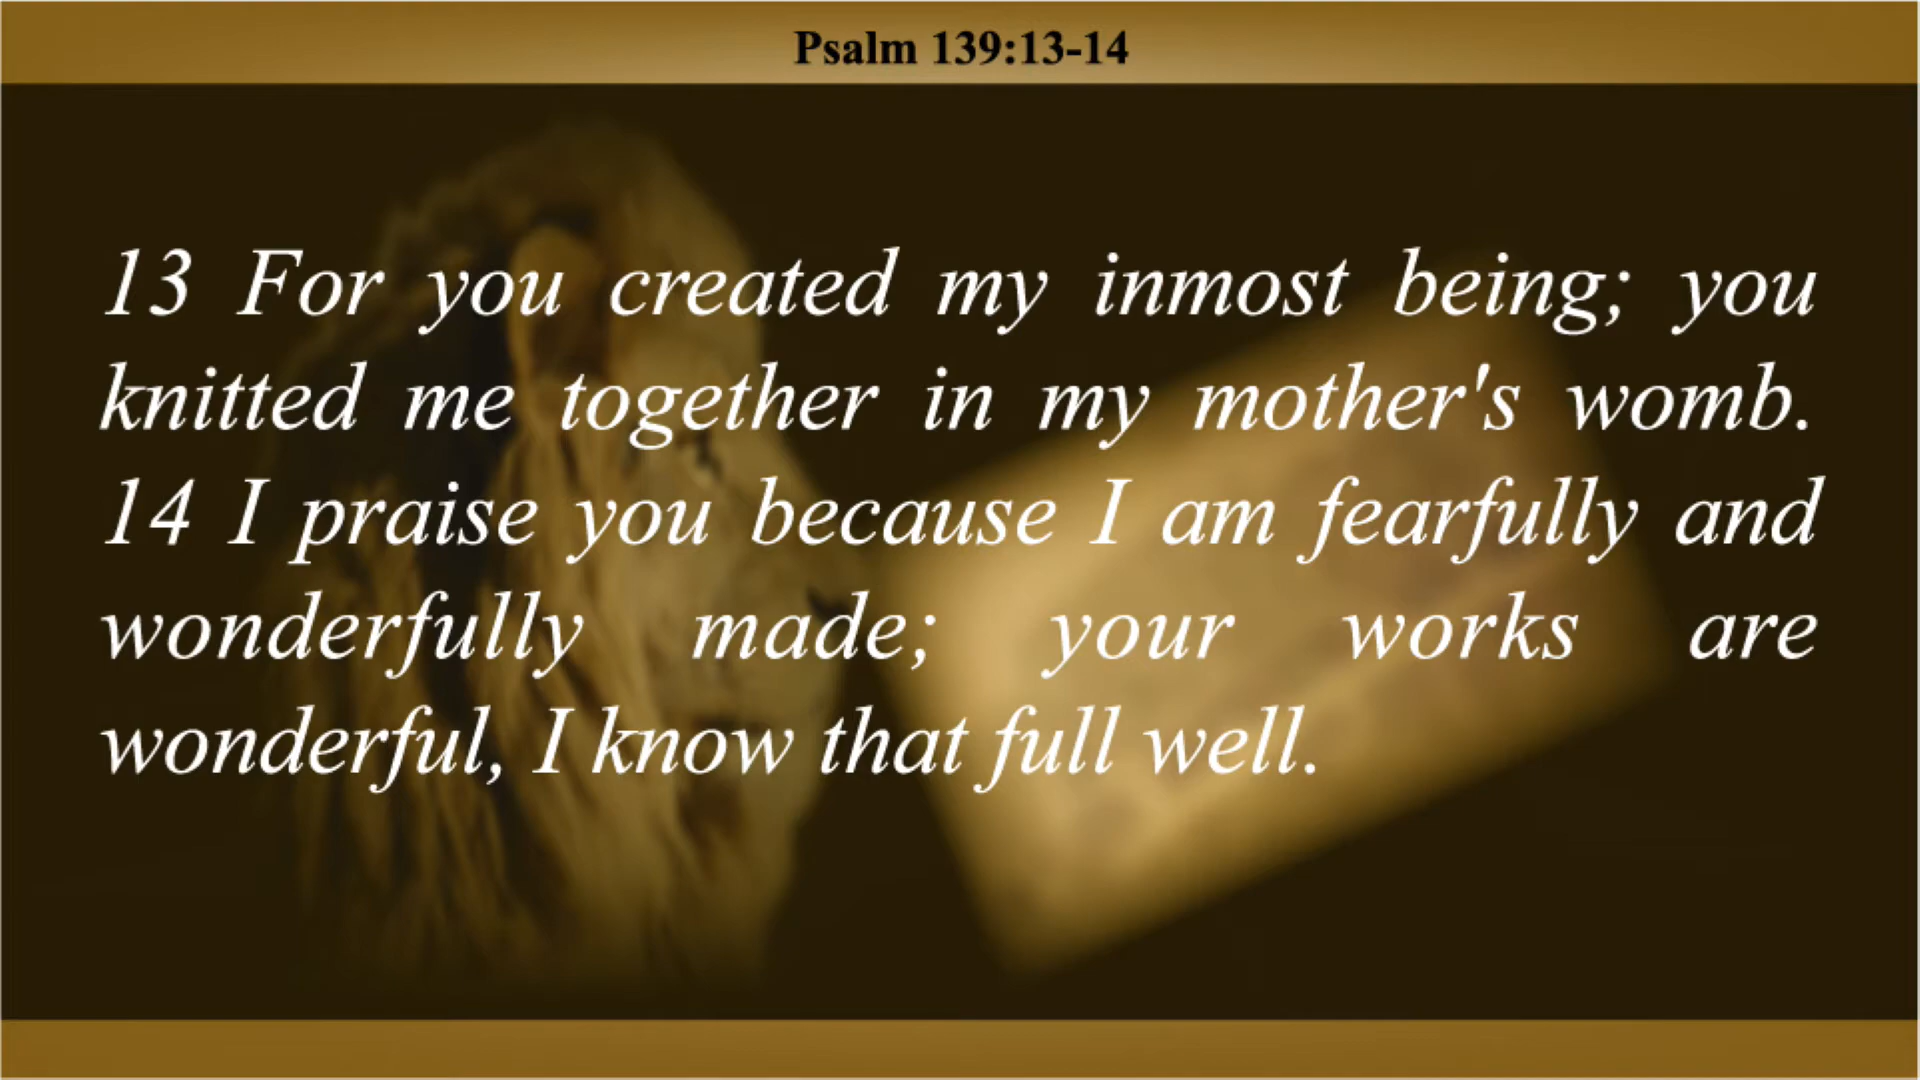 Psalm 139:13-14
13 For you created my inmost being; you
knitted me together in my mother's womb.
14 I praise you because I am fearfully and
wonderfully made; your works are
wonderful, I know that full well.